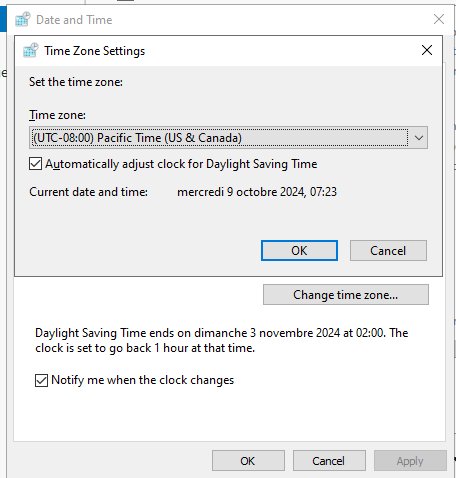 Date and Time
Time Zone Settings
Set the time zone:
Time zone:
(UTC-08:00) Pacific Time (US & Canada)
Automatically adjust clock for Daylight Saving Time
Current date and time: mercredi 9 octobre 2024, 07:23
OK Cancel
Change time zone...
Daylight Saving Time ends on dimanche 3 novembre 2024 at 02:00. The
clock is set to go back 1 hour at that time.
Notify me when the clock changes
OK Cancel Apply